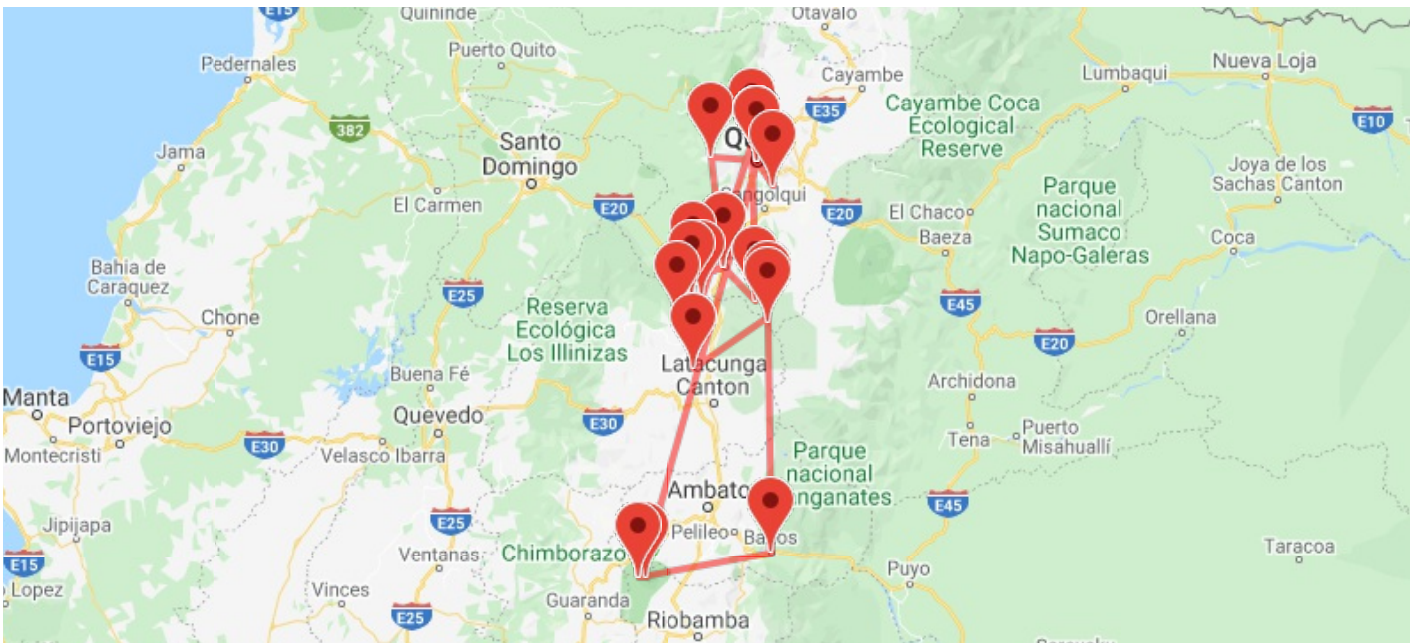 E15
Quininde
Otavalo
Puerto Quito
Pedernales
Cayambe
Lumbaqui
Nueva Loja
Cayambe Coca
Ecological
Reserve
E35
E10
382
Santo
Domingo
Jama
Joya de los
Sachas Canton
El Carmen
E20
Parque
nacional
Sumaco
Napo-Galeras
El Chaco
E20
Baeza
Coca
Bahia de
Caraquez
E25
E45
Reserva
Ecológica
Los Illinizas
Chone
Orellana
E20
E15
Latacunga
Canton
Buena Fé
Archidona
Manta
Quevedo
Portoviejo
E30
E30
Puerto
Misahuallí
Tena
Montecristi
Velasco Ibarra
Parque
nacional
Ambato
E45
E25
Jipijapa
Pelileo
Chimborazo
Ventanas
Taracoa
E15
Puyo
Lopez
Vinces
Guaranda
E25
Riobamba